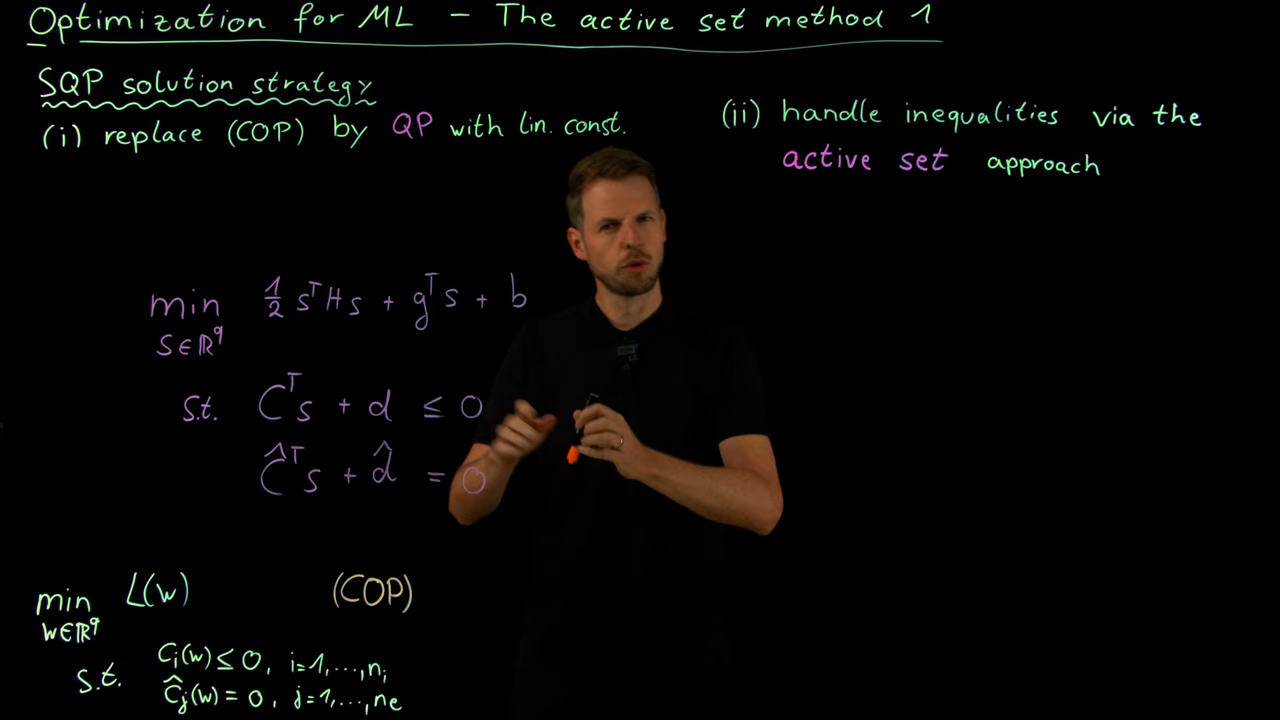 Optimization for ML – The active set method 1
SQP solution strategy
(i) replace (COP) by QP with lin. const.
min ½ sᵀHs + gᵀs + b
s∈ℝ^q
s.t. Cᵀs + d ≤ 0
Ĉᵀs + d̂ = 0
min L(w) (COP)
w∈ℝ^q
s.t. Cᵢ(w) ≤ 0, i=1,...,nᵢ
Ĉⱼ(w) = 0, j=1,...,nₑ
(ii) handle inequalities via the
active set approach